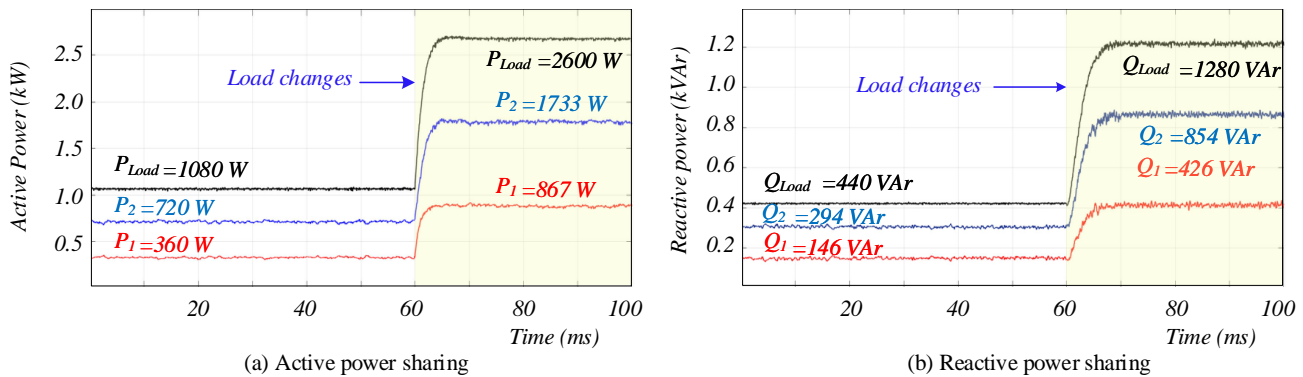 Active Power (kW)
2.5
2.0
1.5
1.0
0.5
Load changes
P_Load =2600 W
P_2 =1733 W
P_Load =1080 W
P_2 =720 W
P_1 =867 W
P_1 =360 W
20 40 60 80 100
Time (ms)
(a) Active power sharing
Reactive power (kVAr)
1.2
1.0
0.8
0.6
0.4
0.2
Q_Load =1280 VAr
Load changes
Q_2 =854 VAr
Q_1 =426 VAr
Q_Load =440 VAr
Q_2 =294 VAr
Q_1 =146 VAr
20 40 60 80 100
Time (ms)
(b) Reactive power sharing